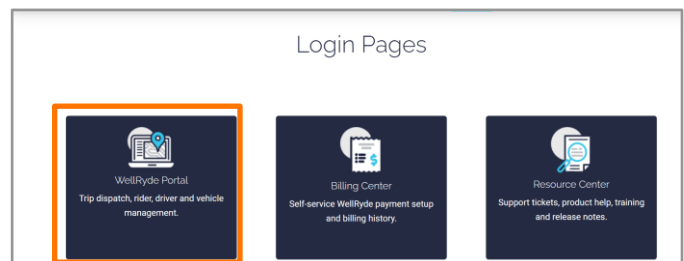 Login Pages
WellRyde Portal
Trip dispatch, rider, driver and vehicle
management.
Billing Center
Self-service WellRyde payment setup
and billing history.
Resource Center
Support tickets, product help, training
and release notes.